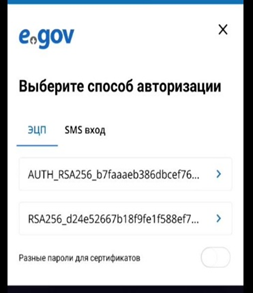 egov
×
Выберите способ авторизации
ЭЦП SMS вход
AUTH_RSA256_b7faaaeb386dbcef76... >
RSA256_d24e52667b18f9fe1f588ef7... >
Разные пароли для сертификатов